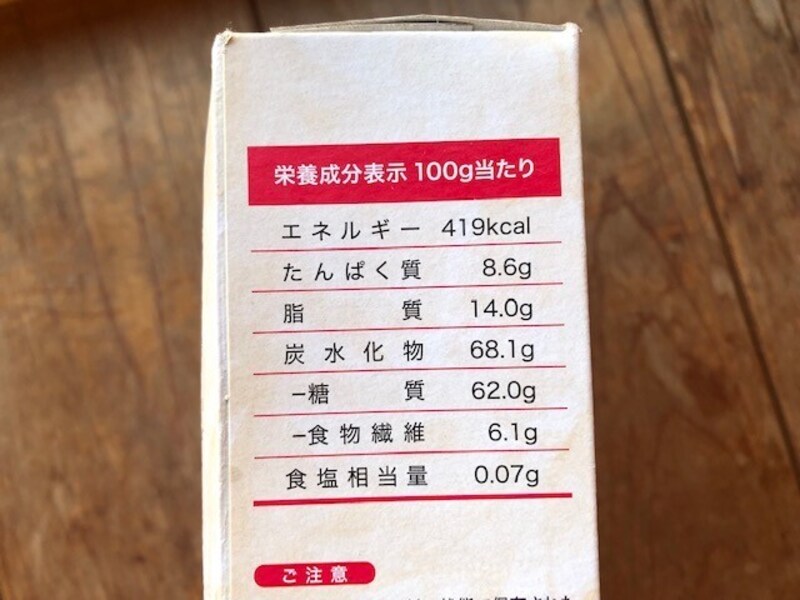 栄養成分表示 100g当たり
エネルギー 419kcal
たんぱく質 8.6g
脂質 14.0g
炭水化物 68.1g
−糖質 62.0g
−食物繊維 6.1g
食塩相当量 0.07g
ご注意